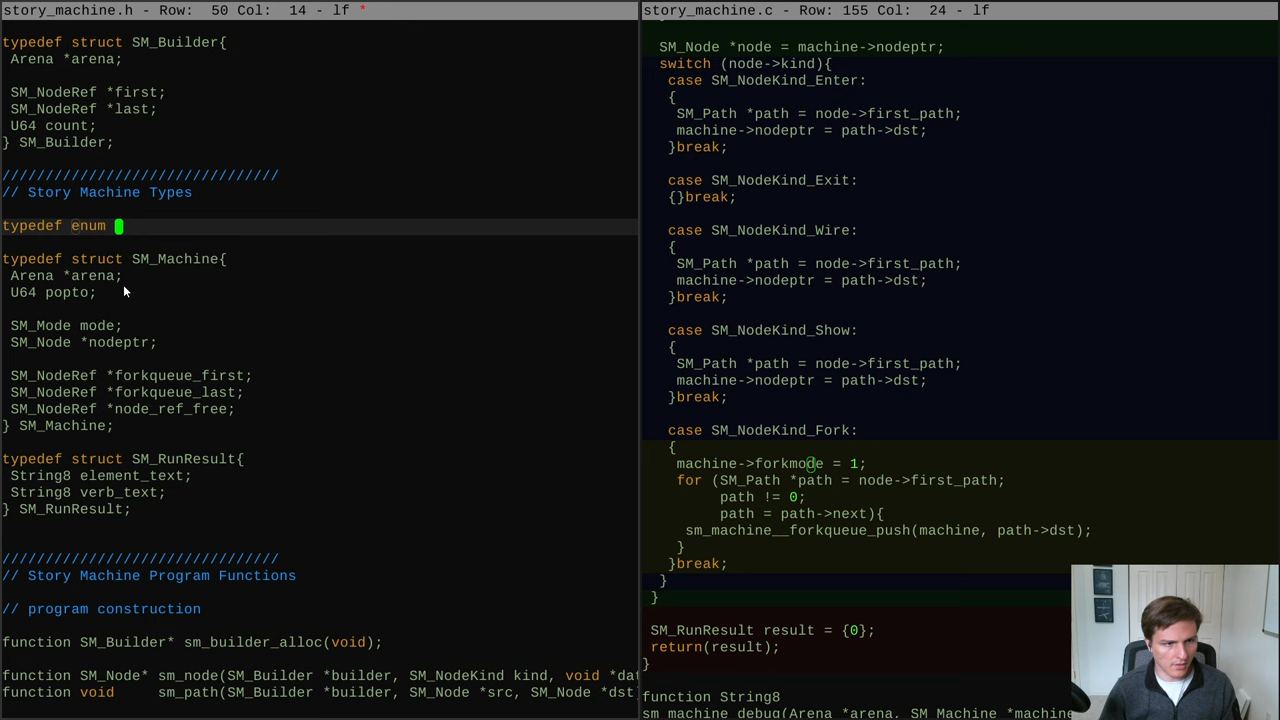 story_machine.h - Row:  50 Col:  14 - lf *
typedef struct SM_Builder{
 Arena *arena;
 SM_NodeRef *first;
 SM_NodeRef *last;
 U64 count;
} SM_Builder;
////////////////////////////////
// Story Machine Types
typedef enum
typedef struct SM_Machine{
 Arena *arena;
 U64 popto;
 SM_Mode mode;
 SM_Node *nodeptr;
 SM_NodeRef *forkqueue_first;
 SM_NodeRef *forkqueue_last;
 SM_NodeRef *node_ref_free;
} SM_Machine;
typedef struct SM_RunResult{
 String8 element_text;
 String8 verb_text;
} SM_RunResult;
////////////////////////////////
// Story Machine Program Functions
// program construction
function SM_Builder* sm_builder_alloc(void);
function SM_Node* sm_node(SM_Builder *builder, SM_NodeKind kind, void *da
function void     sm_path(SM_Builder *builder, SM_Node *src, SM_Node *dst
story_machine.c - Row: 155 Col:  24 - lf
SM_Node *node = machine->nodeptr;
switch (node->kind){
case SM_NodeKind_Enter:
{
SM_Path *path = node->first_path;
machine->nodeptr = path->dst;
}break;
case SM_NodeKind_Exit:
{}break;
case SM_NodeKind_Wire:
{
SM_Path *path = node->first_path;
machine->nodeptr = path->dst;
}break;
case SM_NodeKind_Show:
{
SM_Path *path = node->first_path;
machine->nodeptr = path->dst;
}break;
case SM_NodeKind_Fork:
{
machine->forkmode = 1;
for (SM_Path *path = node->first_path;
path != 0;
path = path->next){
sm_machine__forkqueue_push(machine, path->dst);
}
}break;
}
}
SM_RunResult result = {0};
return(result);
}
function String8
sm_machine_debug(Arena *arena, SM_Machine *machine